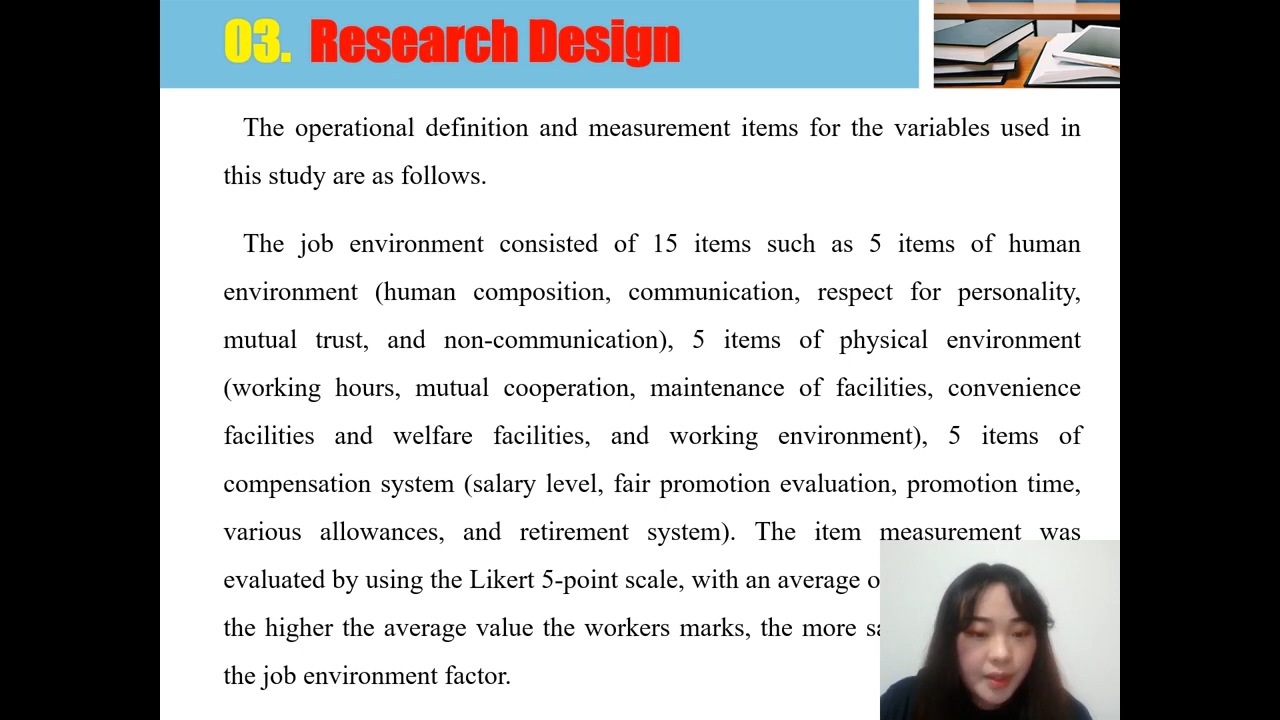 03. Research Design
The operational definition and measurement items for the variables used in
this study are as follows.
The job environment consisted of 15 items such as 5 items of human
environment (human composition, communication, respect for personality,
mutual trust, and non-communication), 5 items of physical environment
(working hours, mutual cooperation, maintenance of facilities, convenience
facilities and welfare facilities, and working environment), 5 items of
compensation system (salary level, fair promotion evaluation, promotion time,
various allowances, and retirement system). The item measurement was
evaluated by using the Likert 5-point scale, with an average
the higher the average value the workers marks, the more
the job environment factor.